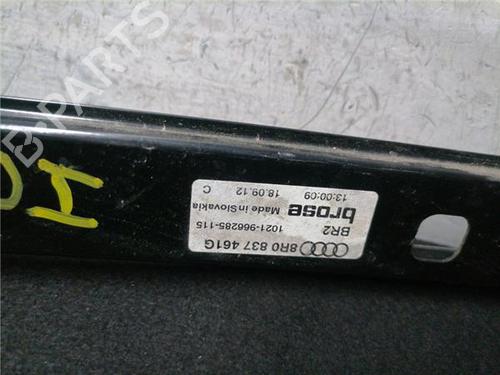 8R0 837 461G
1021-966285-115
BR2
brose Made in Slovakia
18.09.12 C
13:00:09
B-PARTS